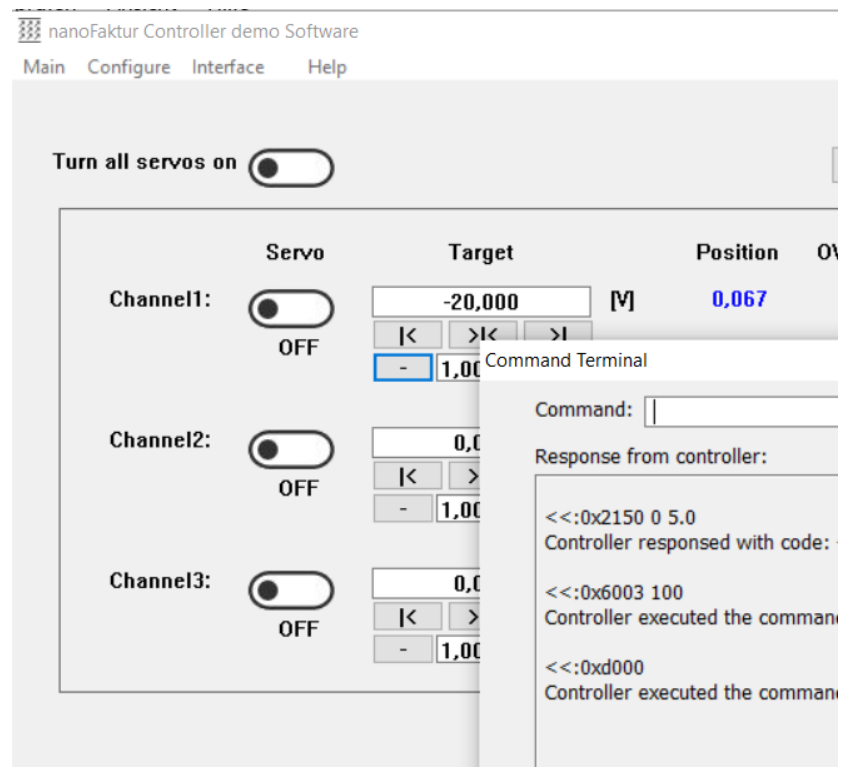 nanoFaktur Controller demo Software
Main Configure Interface Help
Turn all servos on
Servo Target Position
Channel1: -20,000 [V] 0,067
OFF |< >|< >|
-
Command Terminal
Command:
Channel2:
Response from controller:
OFF |<
- <<:0x2150 0 5.0
Controller responsed with code:
Channel3: <<:0x6003 100
Controller executed the
OFF |<
-
<<:0xd000
Controller executed the